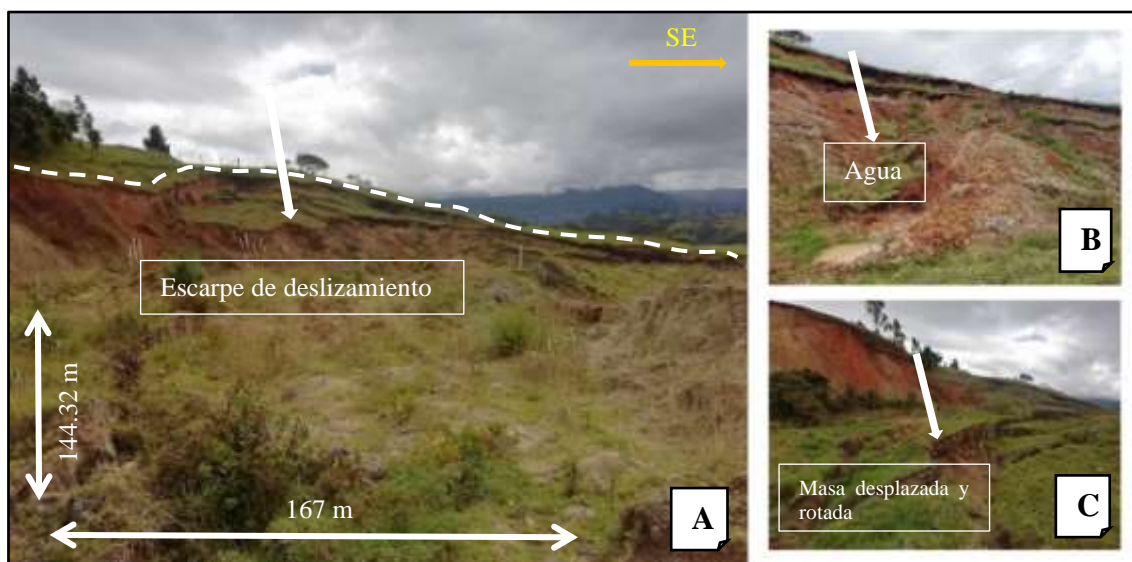 SE
Escarpe de deslizamiento
144.32 m
167 m
A
Agua
B
Masa desplazada y
rotada
C